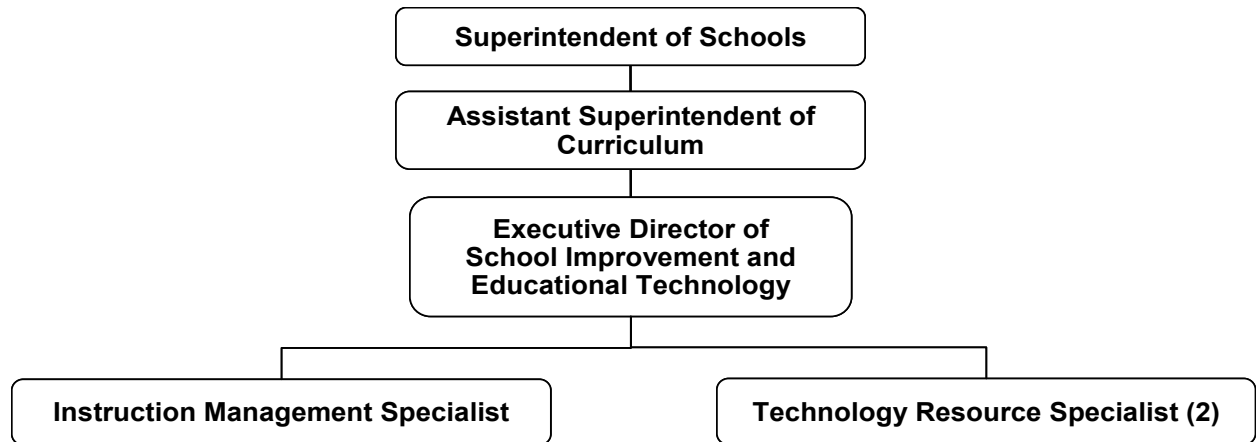 Superintendent of Schools
Assistant Superintendent of
Curriculum
Executive Director of
School Improvement and
Educational Technology
Instruction Management Specialist
Technology Resource Specialist (2)